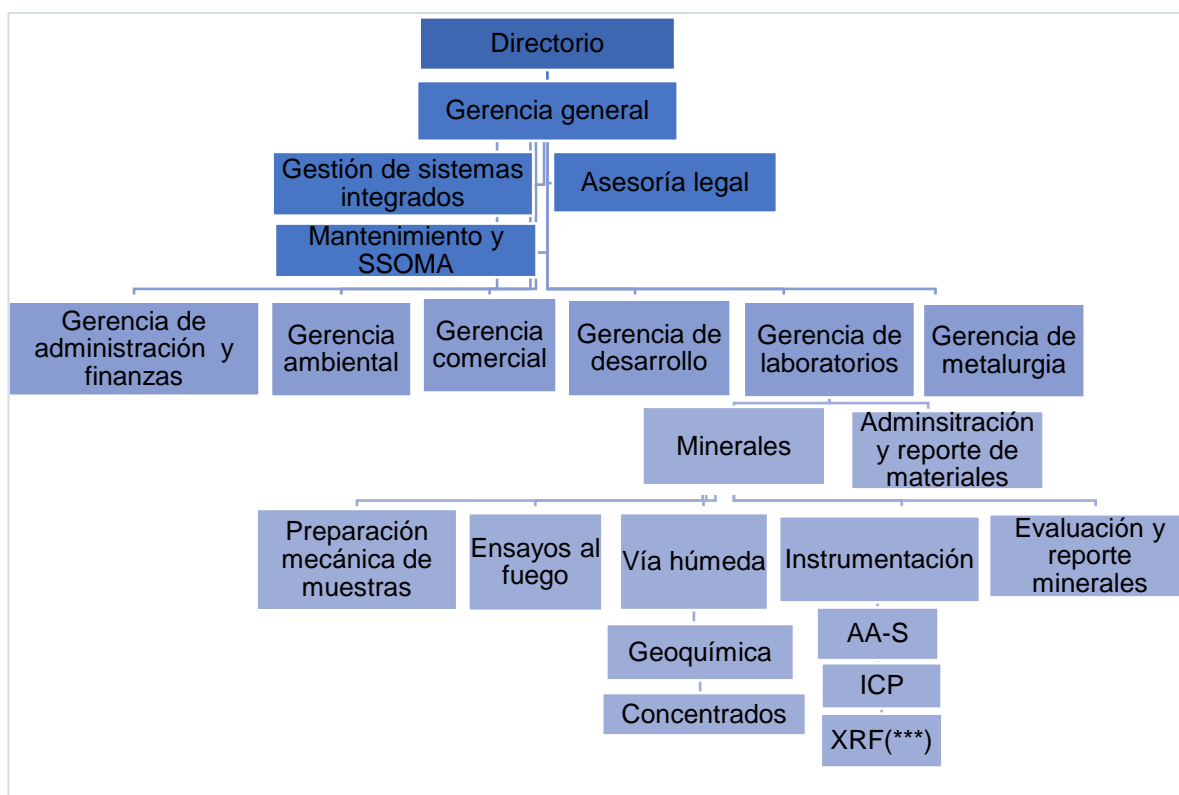 Directorio
Gerencia general
Gestión de sistemas
integrados
Asesoría legal
Mantenimiento y
SSOMA
Gerencia de
administración y
finanzas
Gerencia
ambiental
Gerencia
comercial
Gerencia de
desarrollo
Gerencia de
laboratorios
Gerencia de
metalurgia
Minerales
Adminsitración
y reporte de
materiales
Preparación
mecánica de
muestras
Ensayos al
fuego
Vía húmeda
Instrumentación
Evaluación y
reporte
minerales
Geoquímica
Concentrados
AA-S
ICP
XRF(***)